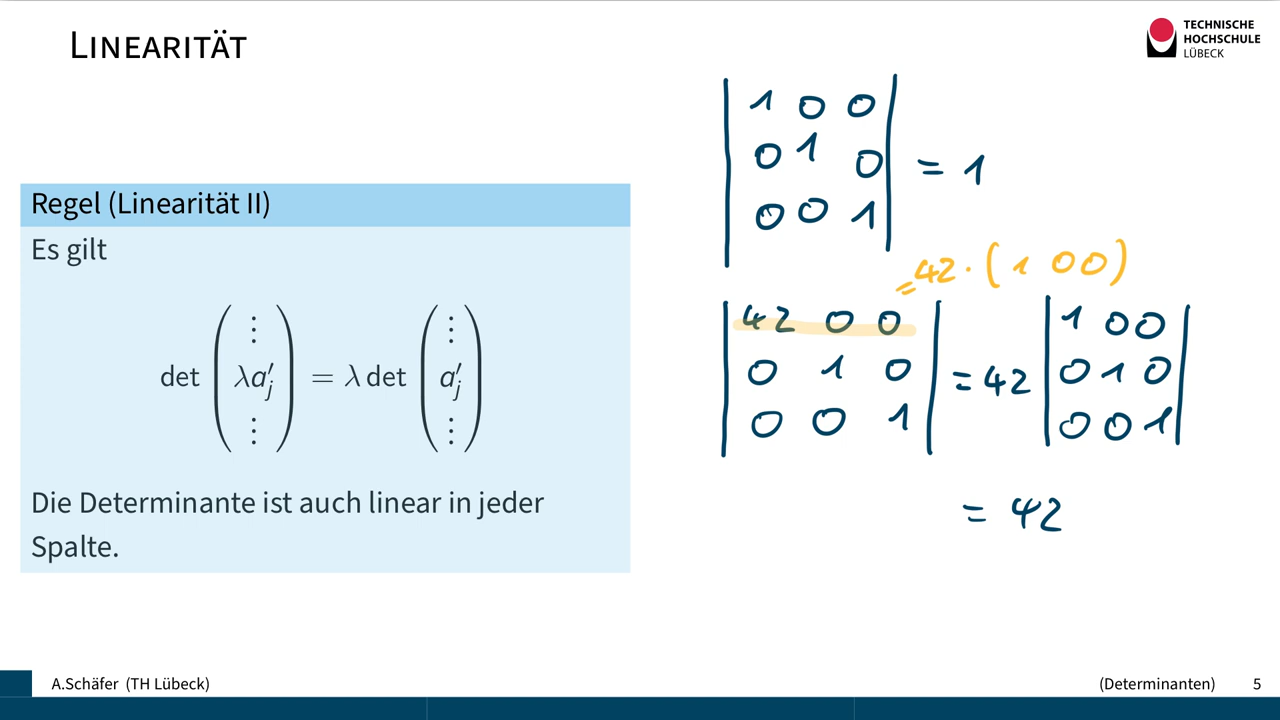 LINEARITÄT
TECHNISCHE
HOCHSCHULE
LÜBECK
Regel (Linearität II)
Es gilt
⋮ ⋮
det ( λa′j ) = λ det ( a′j )
⋮ ⋮
Die Determinante ist auch linear in jeder
Spalte.
| 1 0 0 |
| 0 1 0 | = 1
| 0 0 1 |
= 42 · ( 1 0 0 )
| 42 0 0 | | 1 0 0 |
| 0 1 0 | = 42 | 0 1 0 |
| 0 0 1 | | 0 0 1 |
= 42
A.Schäfer (TH Lübeck) (Determinanten) 5